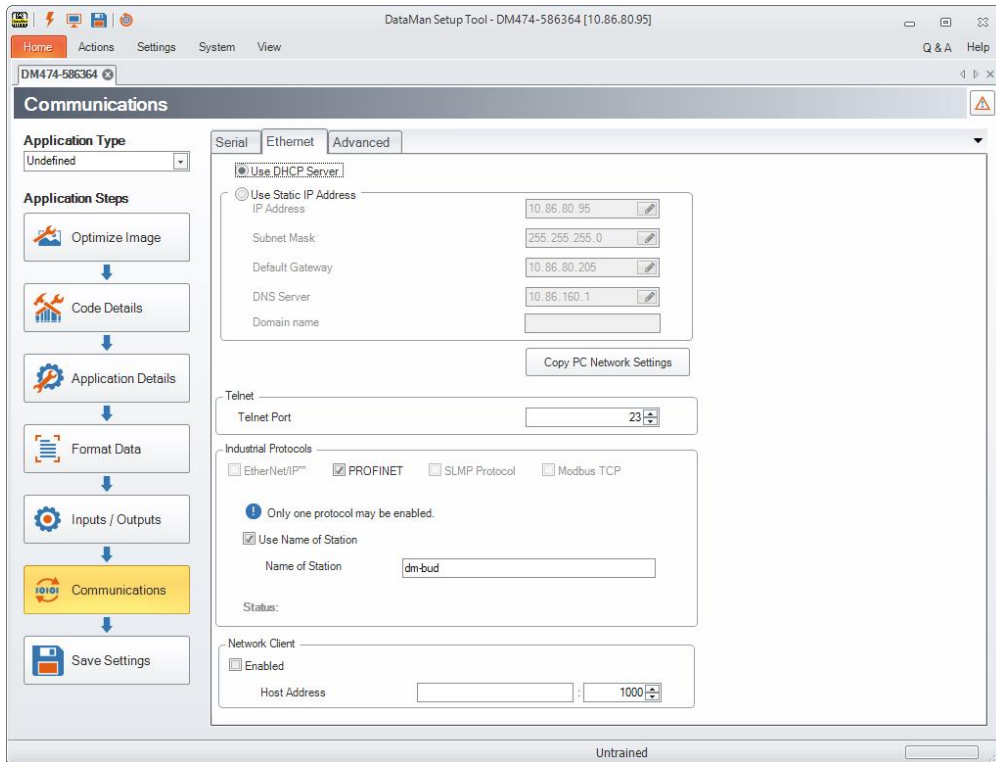 DataMan Setup Tool - DM474-586364 [10.86.80.95]
Home Actions Settings System View Q & A Help
DM474-586364
Communications
Application Type
Undefined
Application Steps
Optimize Image
Code Details
Application Details
Format Data
Inputs / Outputs
Communications
Save Settings
Serial Ethernet Advanced
Use DHCP Server
Use Static IP Address
IP Address 10.86.80.95
Subnet Mask 255.255.255.0
Default Gateway 10.86.80.205
DNS Server 10.86.160.1
Domain name
Copy PC Network Settings
Telnet
Telnet Port 23
Industrial Protocols
EtherNet/IP™ PROFINET SLMP Protocol Modbus TCP
Only one protocol may be enabled.
Use Name of Station
Name of Station dm-bud
Status:
Network Client
Enabled
Host Address : 1000
Untrained